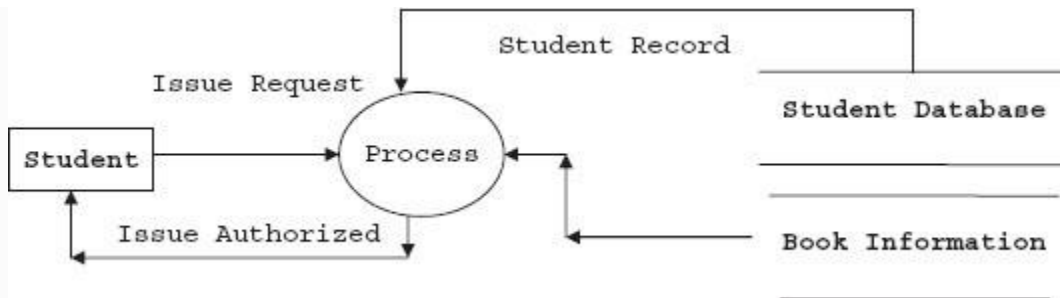 Student Record
Issue Request
Student Database
Student
Process
Issue Authorized
Book Information